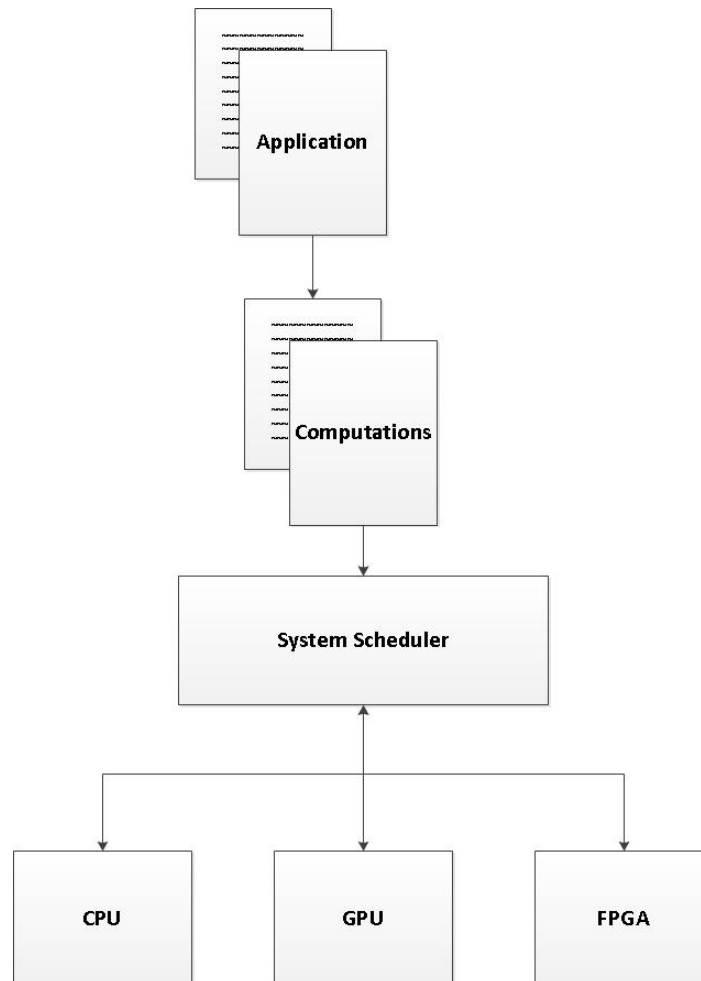 Application
Computations
System Scheduler
CPU
GPU
FPGA